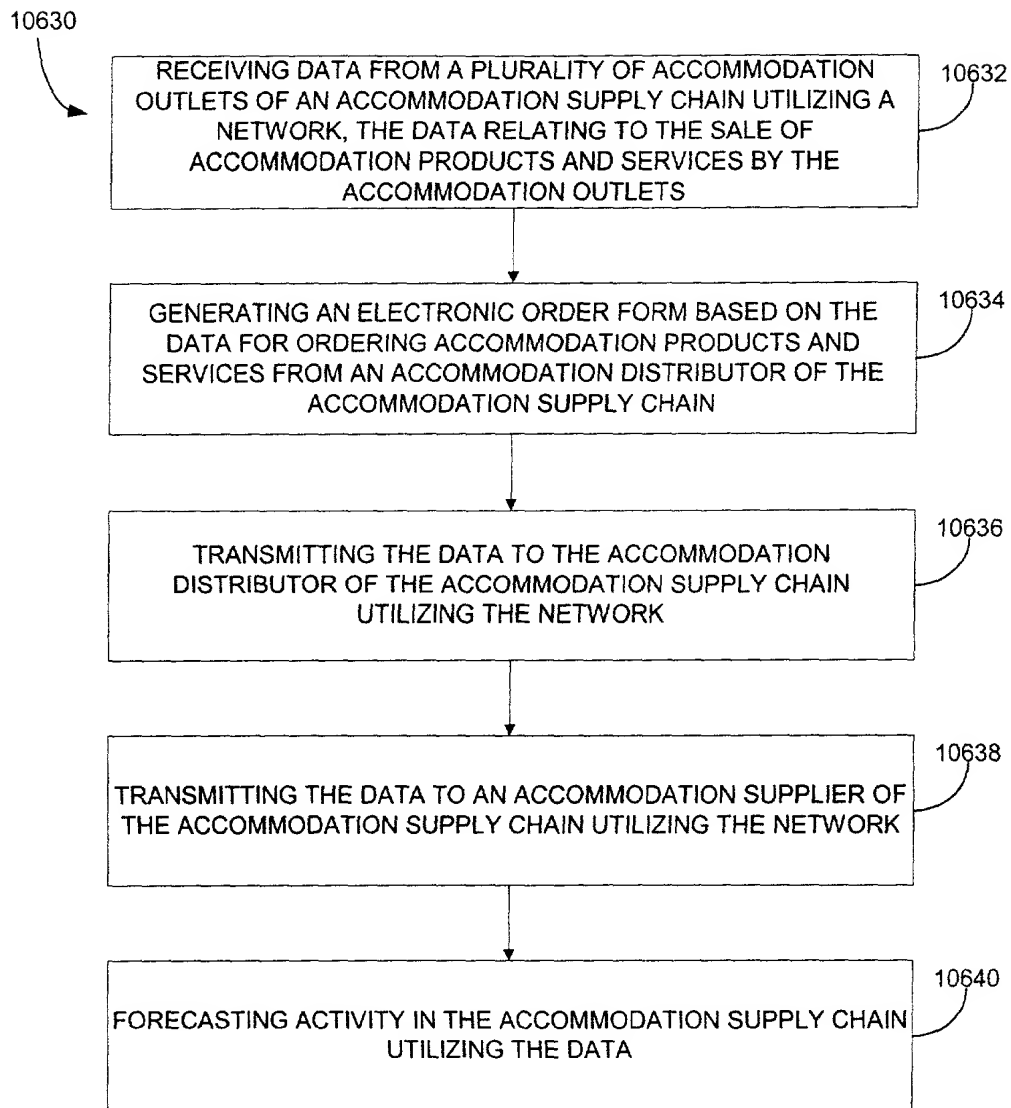 10630
RECEIVING DATA FROM A PLURALITY OF ACCOMMODATION
OUTLETS OF AN ACCOMMODATION SUPPLY CHAIN UTILIZING A
NETWORK, THE DATA RELATING TO THE SALE OF
ACCOMMODATION PRODUCTS AND SERVICES BY THE
ACCOMMODATION OUTLETS
10632
GENERATING AN ELECTRONIC ORDER FORM BASED ON THE
DATA FOR ORDERING ACCOMMODATION PRODUCTS AND
SERVICES FROM AN ACCOMMODATION DISTRIBUTOR OF THE
ACCOMMODATION SUPPLY CHAIN
10634
TRANSMITTING THE DATA TO THE ACCOMMODATION
DISTRIBUTOR OF THE ACCOMMODATION SUPPLY CHAIN
UTILIZING THE NETWORK
10636
TRANSMITTING THE DATA TO AN ACCOMMODATION SUPPLIER OF
THE ACCOMMODATION SUPPLY CHAIN UTILIZING THE NETWORK
10638
FORECASTING ACTIVITY IN THE ACCOMMODATION SUPPLY CHAIN
UTILIZING THE DATA
10640